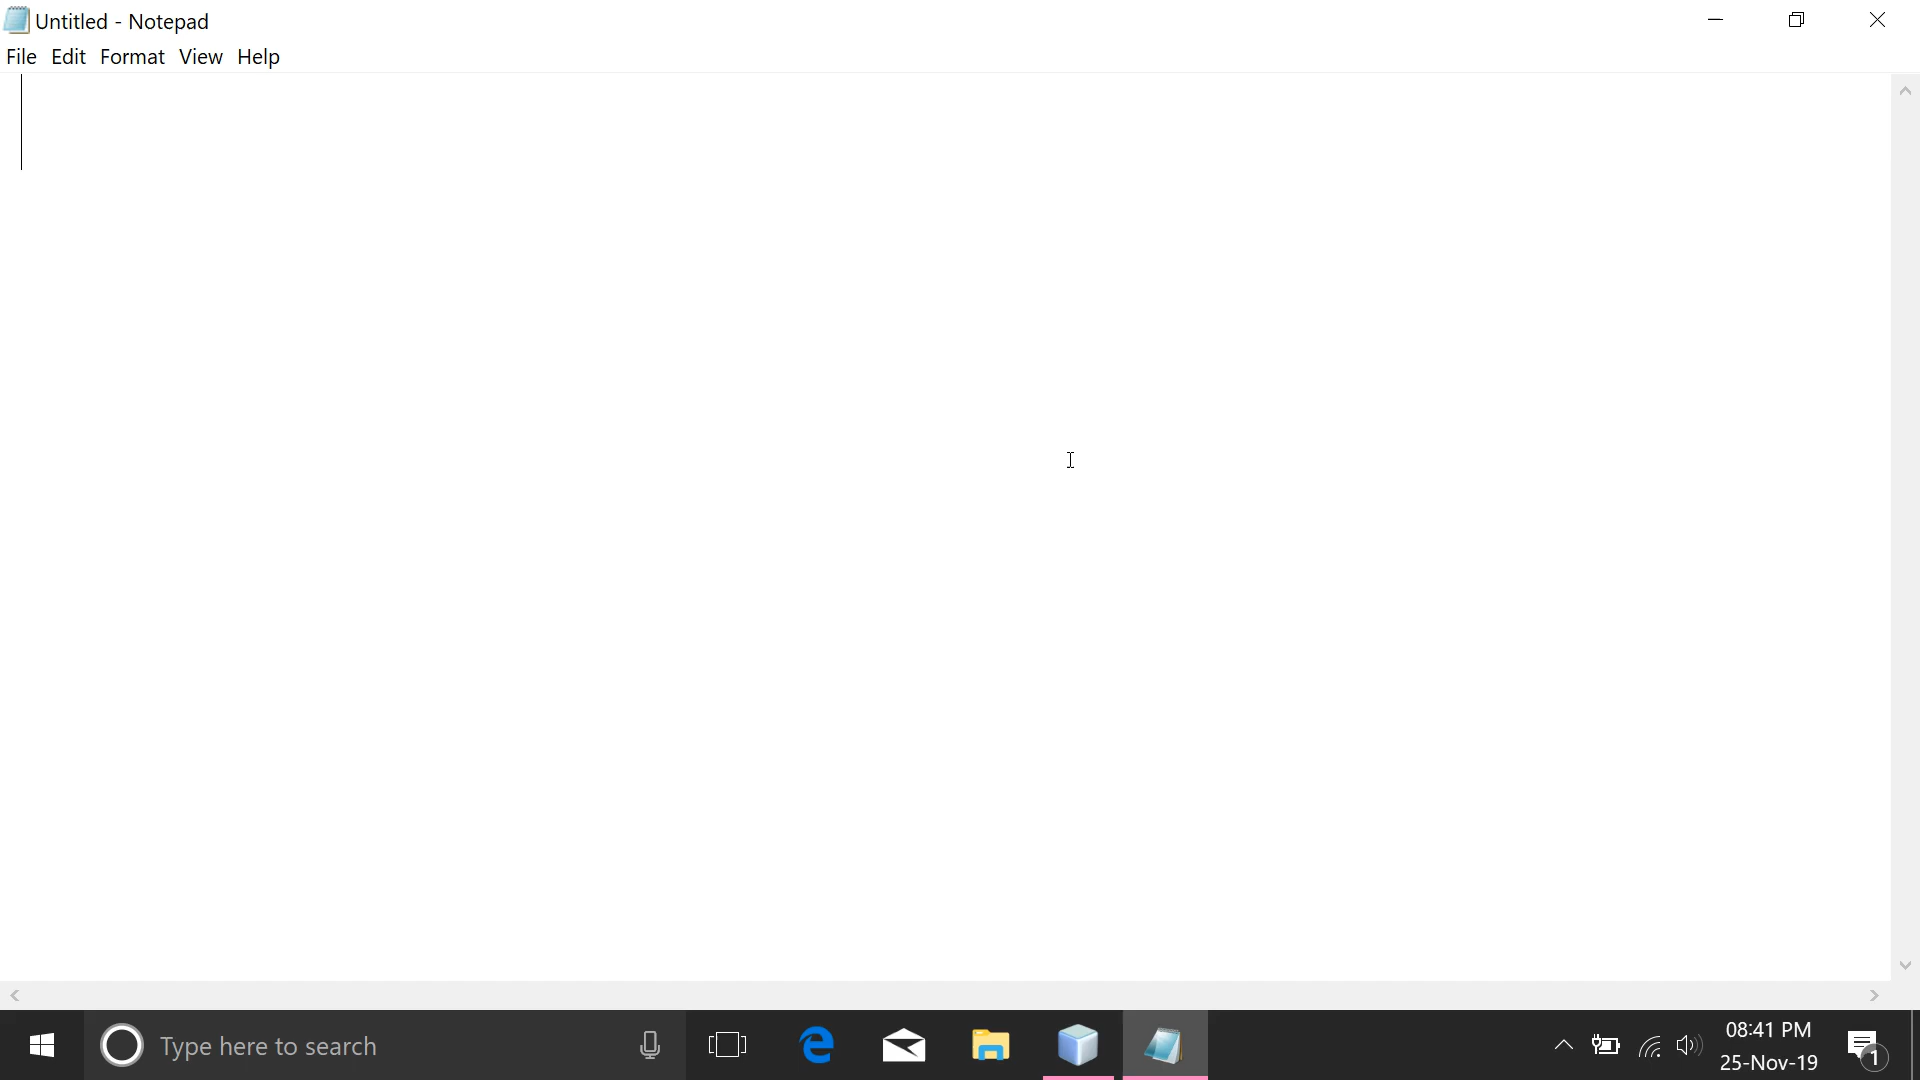 Untitled - Notepad
File Edit Format View Help
Type here to search
08:41 PM
25-Nov-19
1